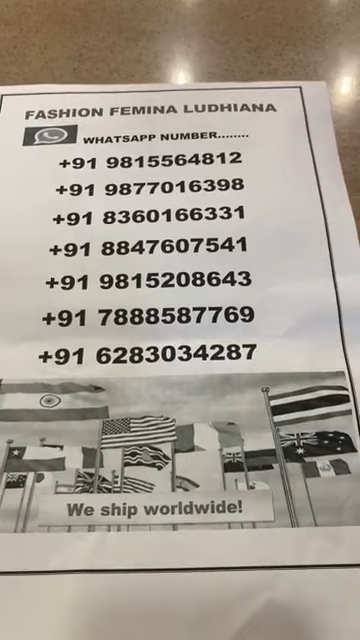 FASHION FEMINA LUDHIANA
WHATSAPP NUMBER........
+91 9815564812
+91 9877016398
+91 8360166331
+91 8847607541
+91 9815208643
+91 7888587769
+91 6283034287
We ship worldwide!